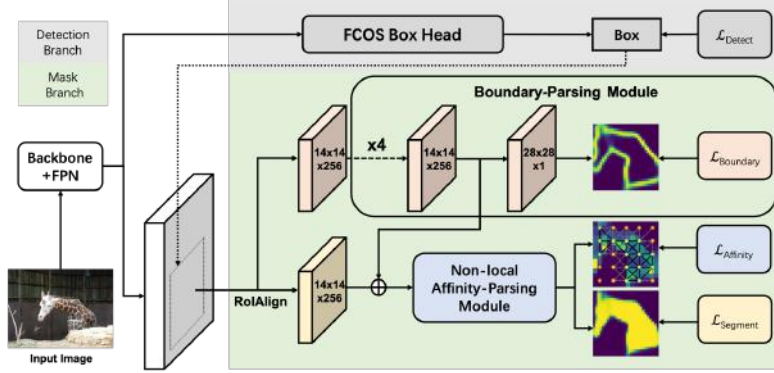 Detection
Branch
Mask
Branch
FCOS Box Head
Box
ℒDetect
Boundary-Parsing Module
Backbone
+FPN
14x14
x256
x4
14x14
x256
28x28
x1
ℒBoundary
RoIAlign
14x14
x256
Non-local
Affinity-Parsing
Module
ℒAffinity
ℒSegment
Input Image